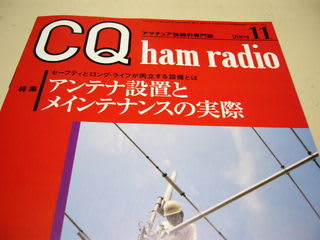 アマチュア無線の専門誌
2004 11
CQ ham radio
セーフティとロング・ライフが両立する設備とは
特集
アンテナ設置と
メインテナンスの実際